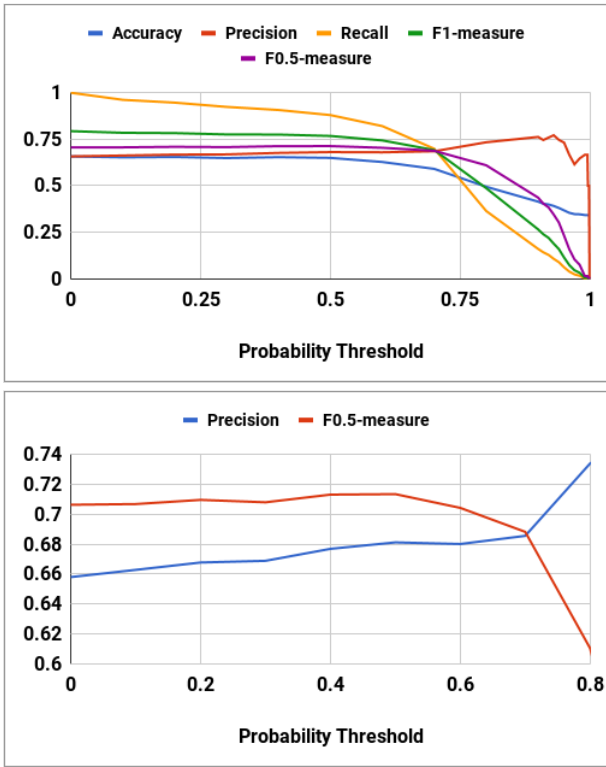 Accuracy Precision Recall F1-measure
F0.5-measure
1
0.75
0.5
0.25
0
0 0.25 0.5 0.75 1
Probability Threshold
Precision F0.5-measure
0.74
0.72
0.7
0.68
0.66
0.64
0.62
0.6
0 0.2 0.4 0.6 0.8
Probability Threshold